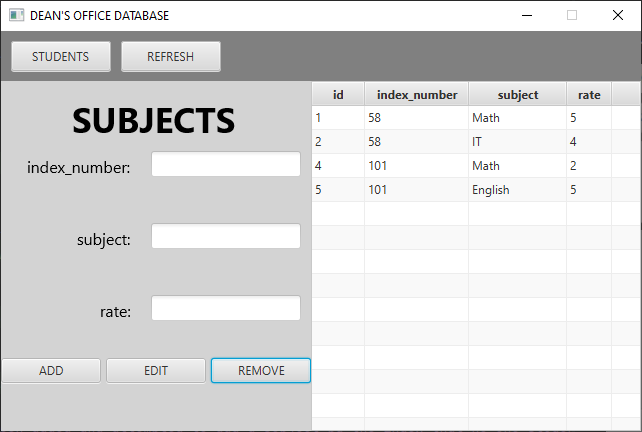 DEAN'S OFFICE DATABASE
STUDENTS REFRESH
SUBJECTS
index_number:
subject:
rate:
ADD EDIT REMOVE
id index_number subject rate
1 58 Math 5
2 58 IT 4
4 101 Math 2
5 101 English 5